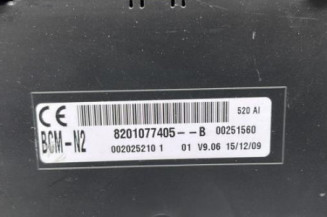 CE
520 AI
BCM-N2
8201077405--B 00251560
002025210 1 01 V9.06 15/12/09